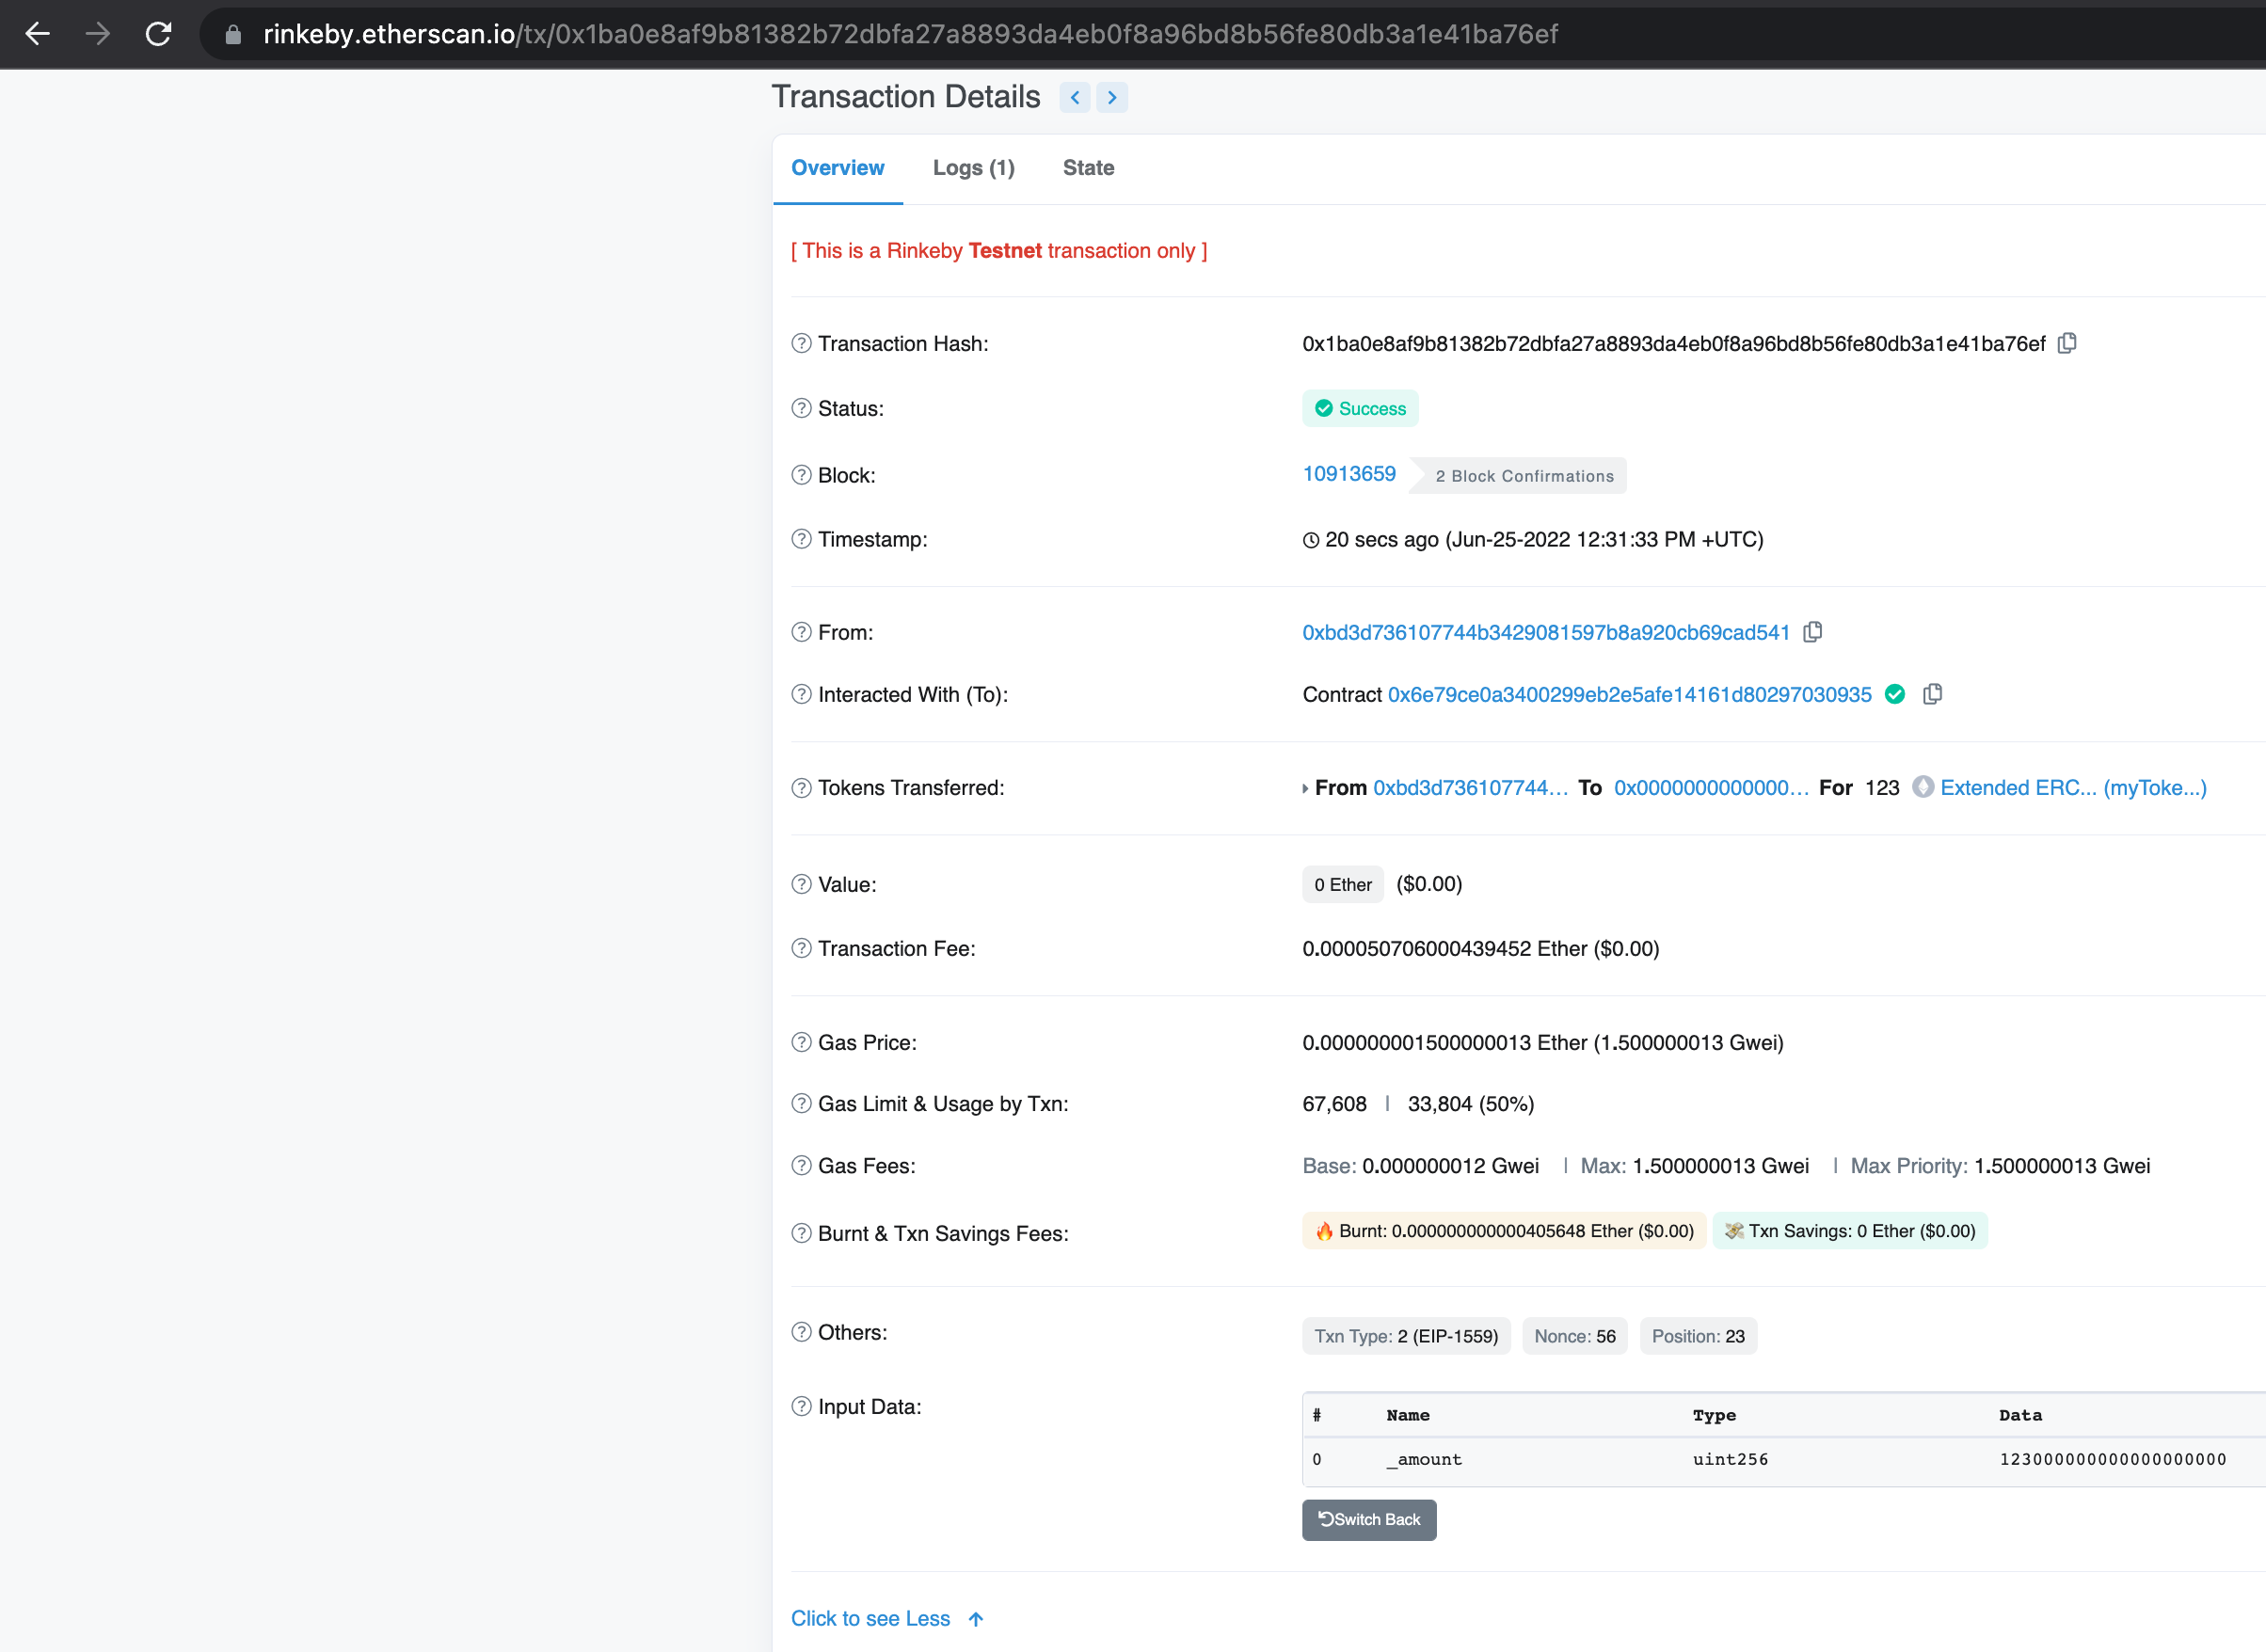 rinkeby.etherscan.io/tx/0x1ba0e8af9b81382b72dbfa27a8893da4eb0f8a96bd8b56fe80db3a1e41ba76ef
Transaction Details
Overview Logs (1) State
[ This is a Rinkeby Testnet transaction only ]
Transaction Hash: 0x1ba0e8af9b81382b72dbfa27a8893da4eb0f8a96bd8b56fe80db3a1e41ba76ef
Status: Success
Block: 10913659 2 Block Confirmations
Timestamp: 20 secs ago (Jun-25-2022 12:31:33 PM +UTC)
From: 0xbd3d736107744b3429081597b8a920cb69cad541
Interacted With (To): Contract 0x6e79ce0a3400299eb2e5afe14161d80297030935
Tokens Transferred: From 0xbd3d736107744... To 0x0000000000000... For 123 Extended ERC... (myToke...)
Value: 0 Ether ($0.00)
Transaction Fee: 0.000050706000439452 Ether ($0.00)
Gas Price: 0.000000001500000013 Ether (1.500000013 Gwei)
Gas Limit & Usage by Txn: 67,608 | 33,804 (50%)
Gas Fees: Base: 0.000000012 Gwei | Max: 1.500000013 Gwei | Max Priority: 1.500000013 Gwei
Burnt & Txn Savings Fees: Burnt: 0.000000000000405648 Ether ($0.00) Txn Savings: 0 Ether ($0.00)
Others: Txn Type: 2 (EIP-1559) Nonce: 56 Position: 23
Input Data: # Name Type Data
0 _amount uint256 123000000000000000000
Switch Back
Click to see Less